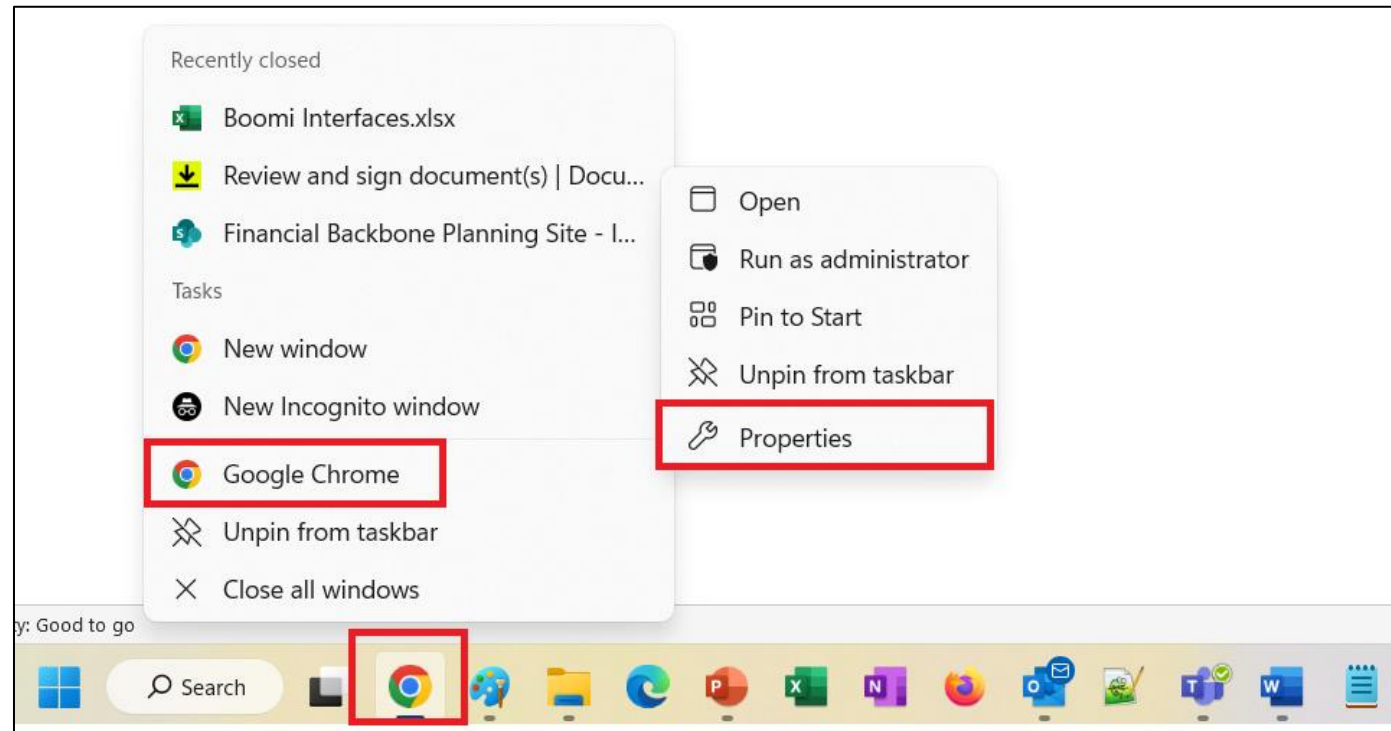 Recently closed
Boomi Interfaces.xlsx
Review and sign document(s) | Docu...
Financial Backbone Planning Site - I...
Tasks
New window
New Incognito window
Google Chrome
Unpin from taskbar
Close all windows
Open
Run as administrator
Pin to Start
Unpin from taskbar
Properties
y: Good to go
Search